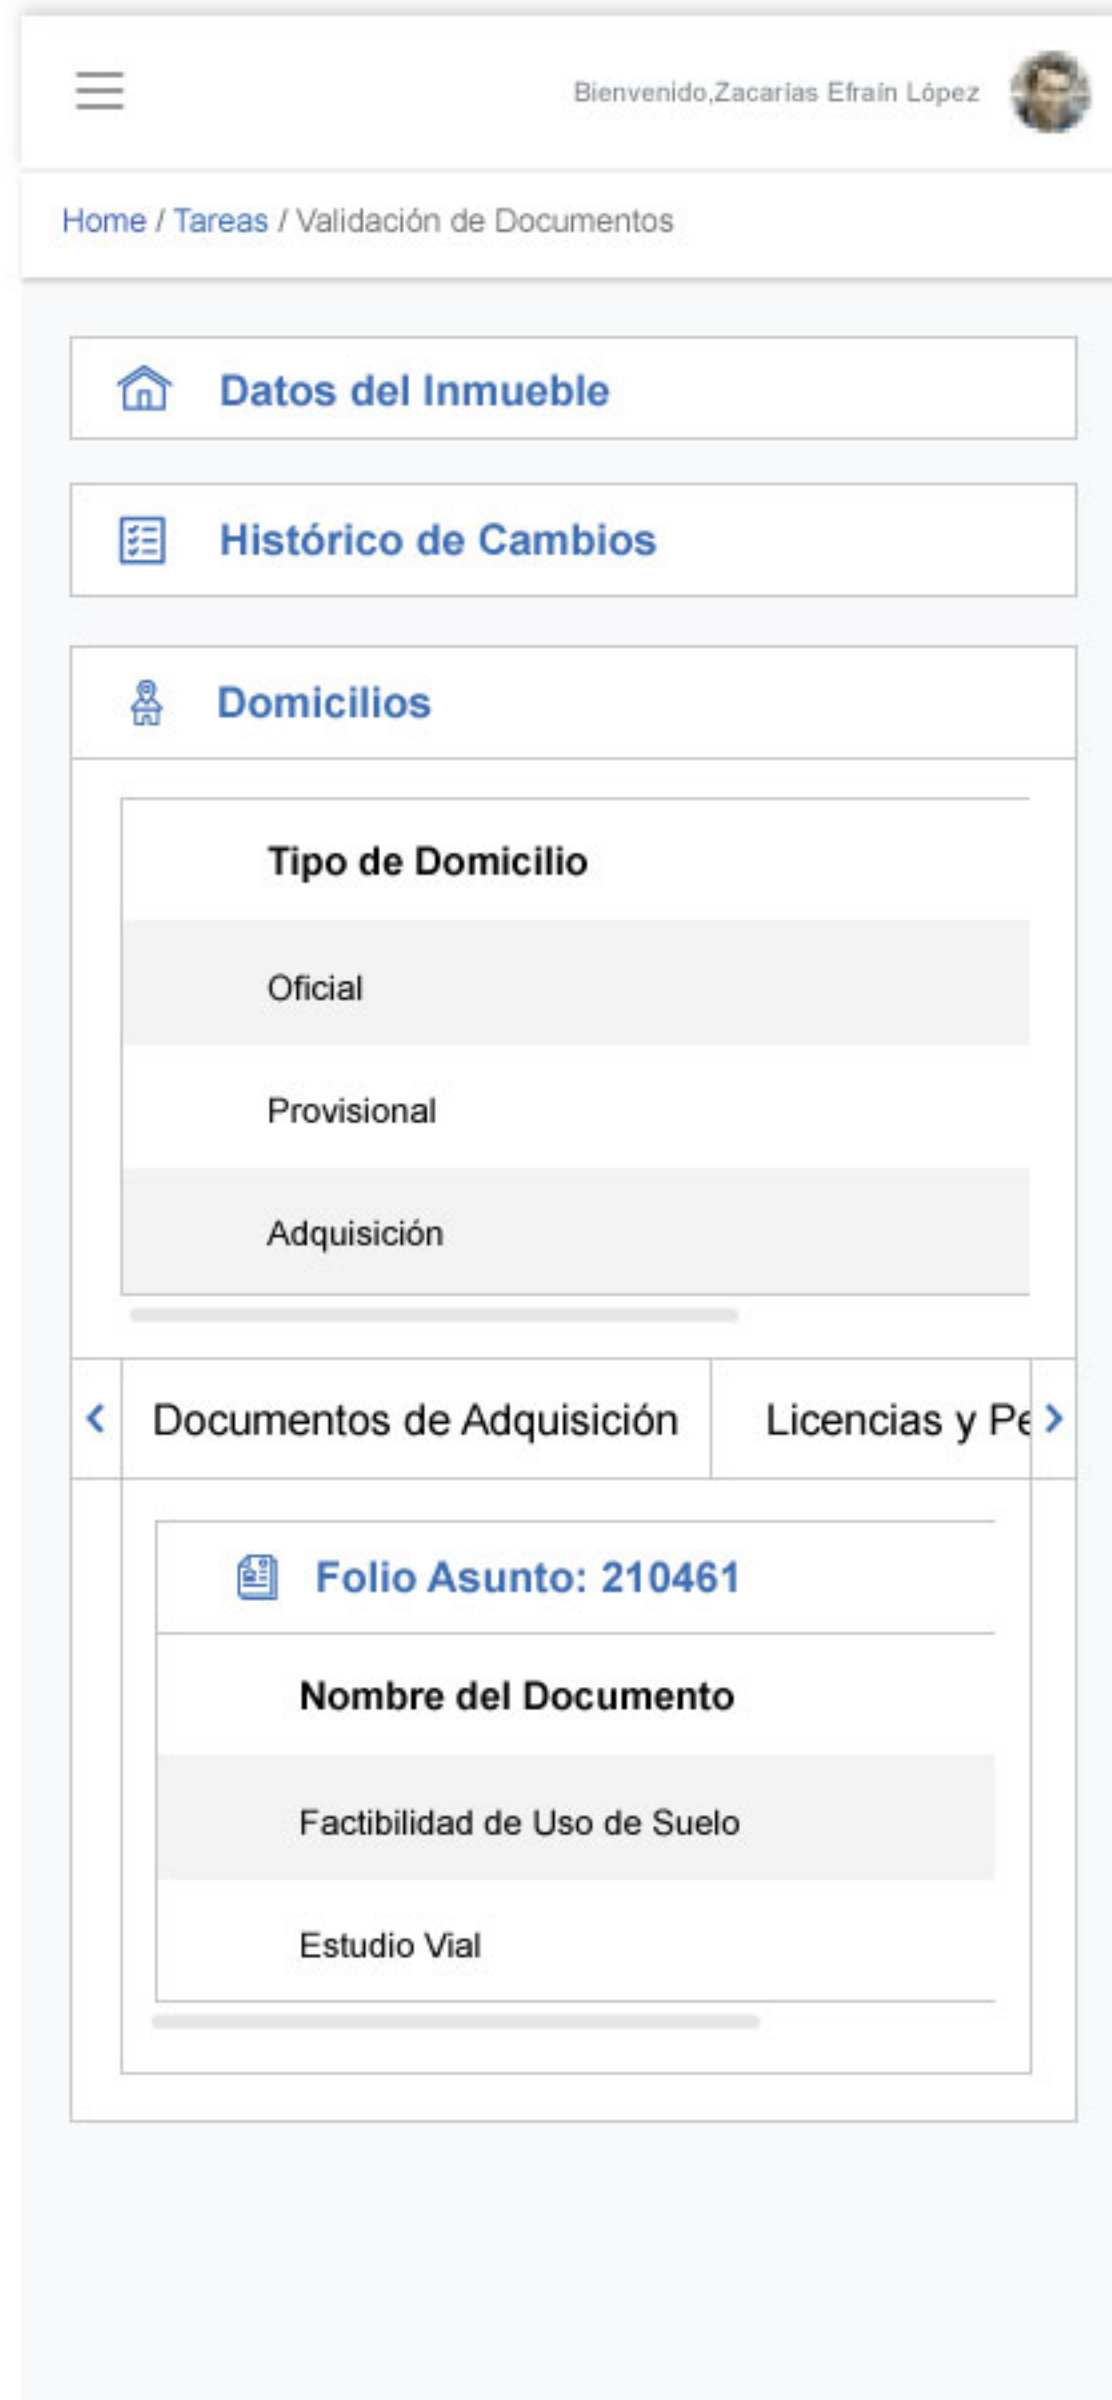 Bienvenido,Zacarías Efraín López
Home / Tareas / Validación de Documentos
Datos del Inmueble
Histórico de Cambios
Domicilios
Tipo de Domicilio
Oficial
Provisional
Adquisición
Documentos de Adquisición
Licencias y Pe
Folio Asunto: 210461
Nombre del Documento
Factibilidad de Uso de Suelo
Estudio Vial